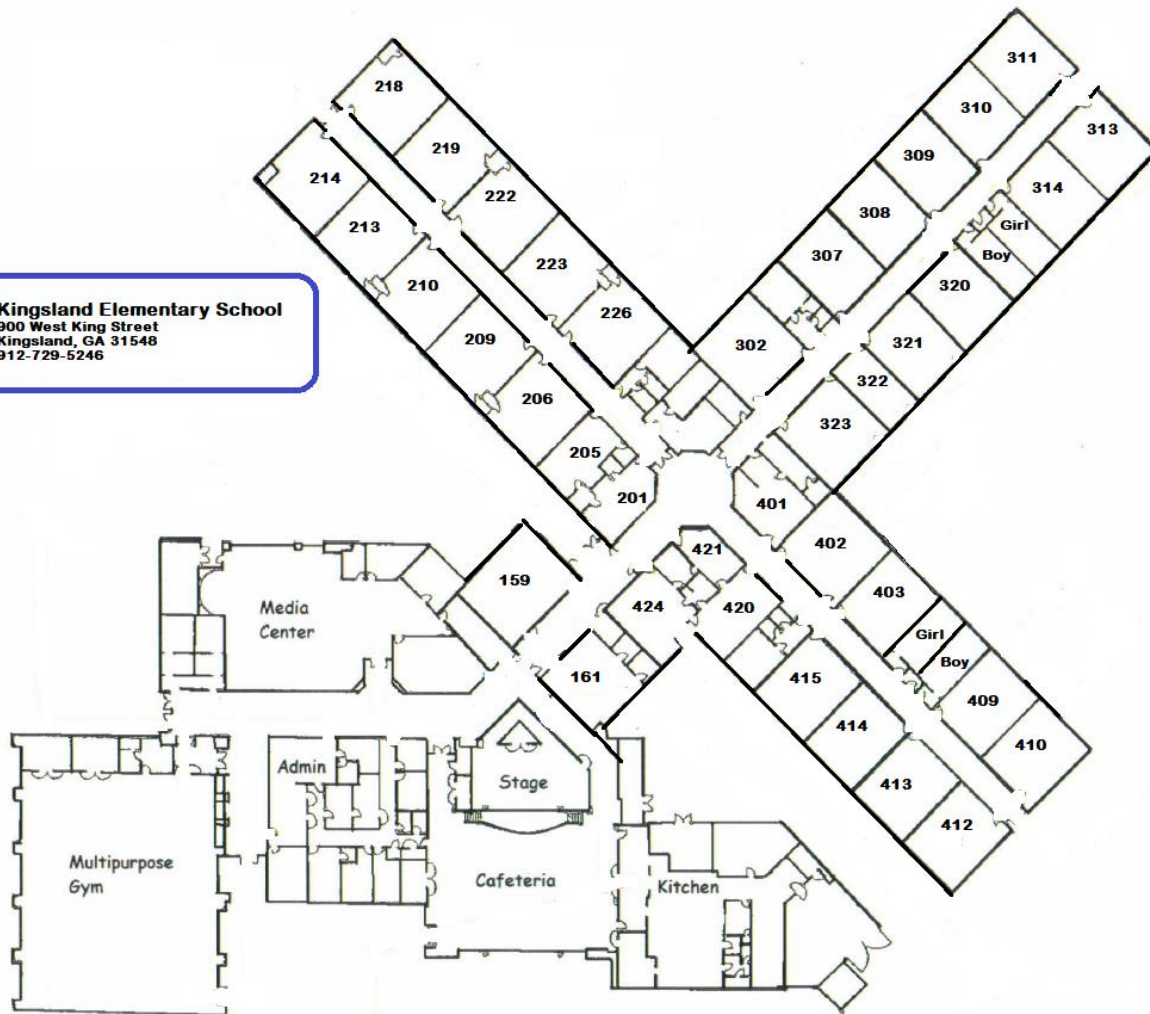 311
218
310
313
219
309
314
214
222
308
Girl
213
307
Boy
223
320
210
226
302
321
209
322
206
323
205
201
401
Kingsland Elementary School
900 West King Street
Kingsland, GA 31548
912-729-5246
402
421
159
403
424
420
Media
Center
Girl
Boy
161
415
409
414
410
Admin
Stage
413
412
Multipurpose
Gym
Cafeteria
Kitchen